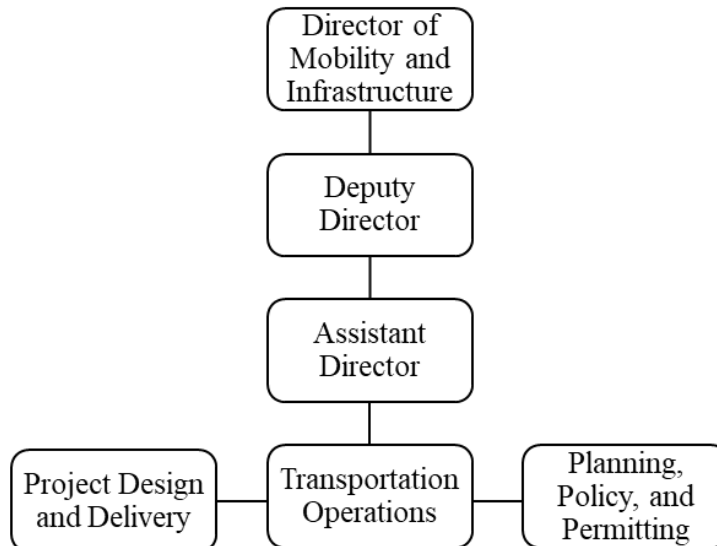 Director of
Mobility and
Infrastructure
Deputy
Director
Assistant
Director
Project Design
and Delivery
Transportation
Operations
Planning,
Policy, and
Permitting